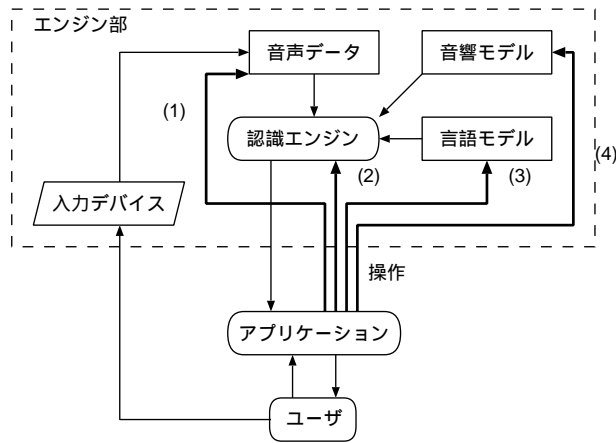 エンジン部
音声データ
音響モデル
(1)
認識エンジン
言語モデル
(4)
(2)
(3)
入力デバイス
操作
アプリケーション
ユーザ